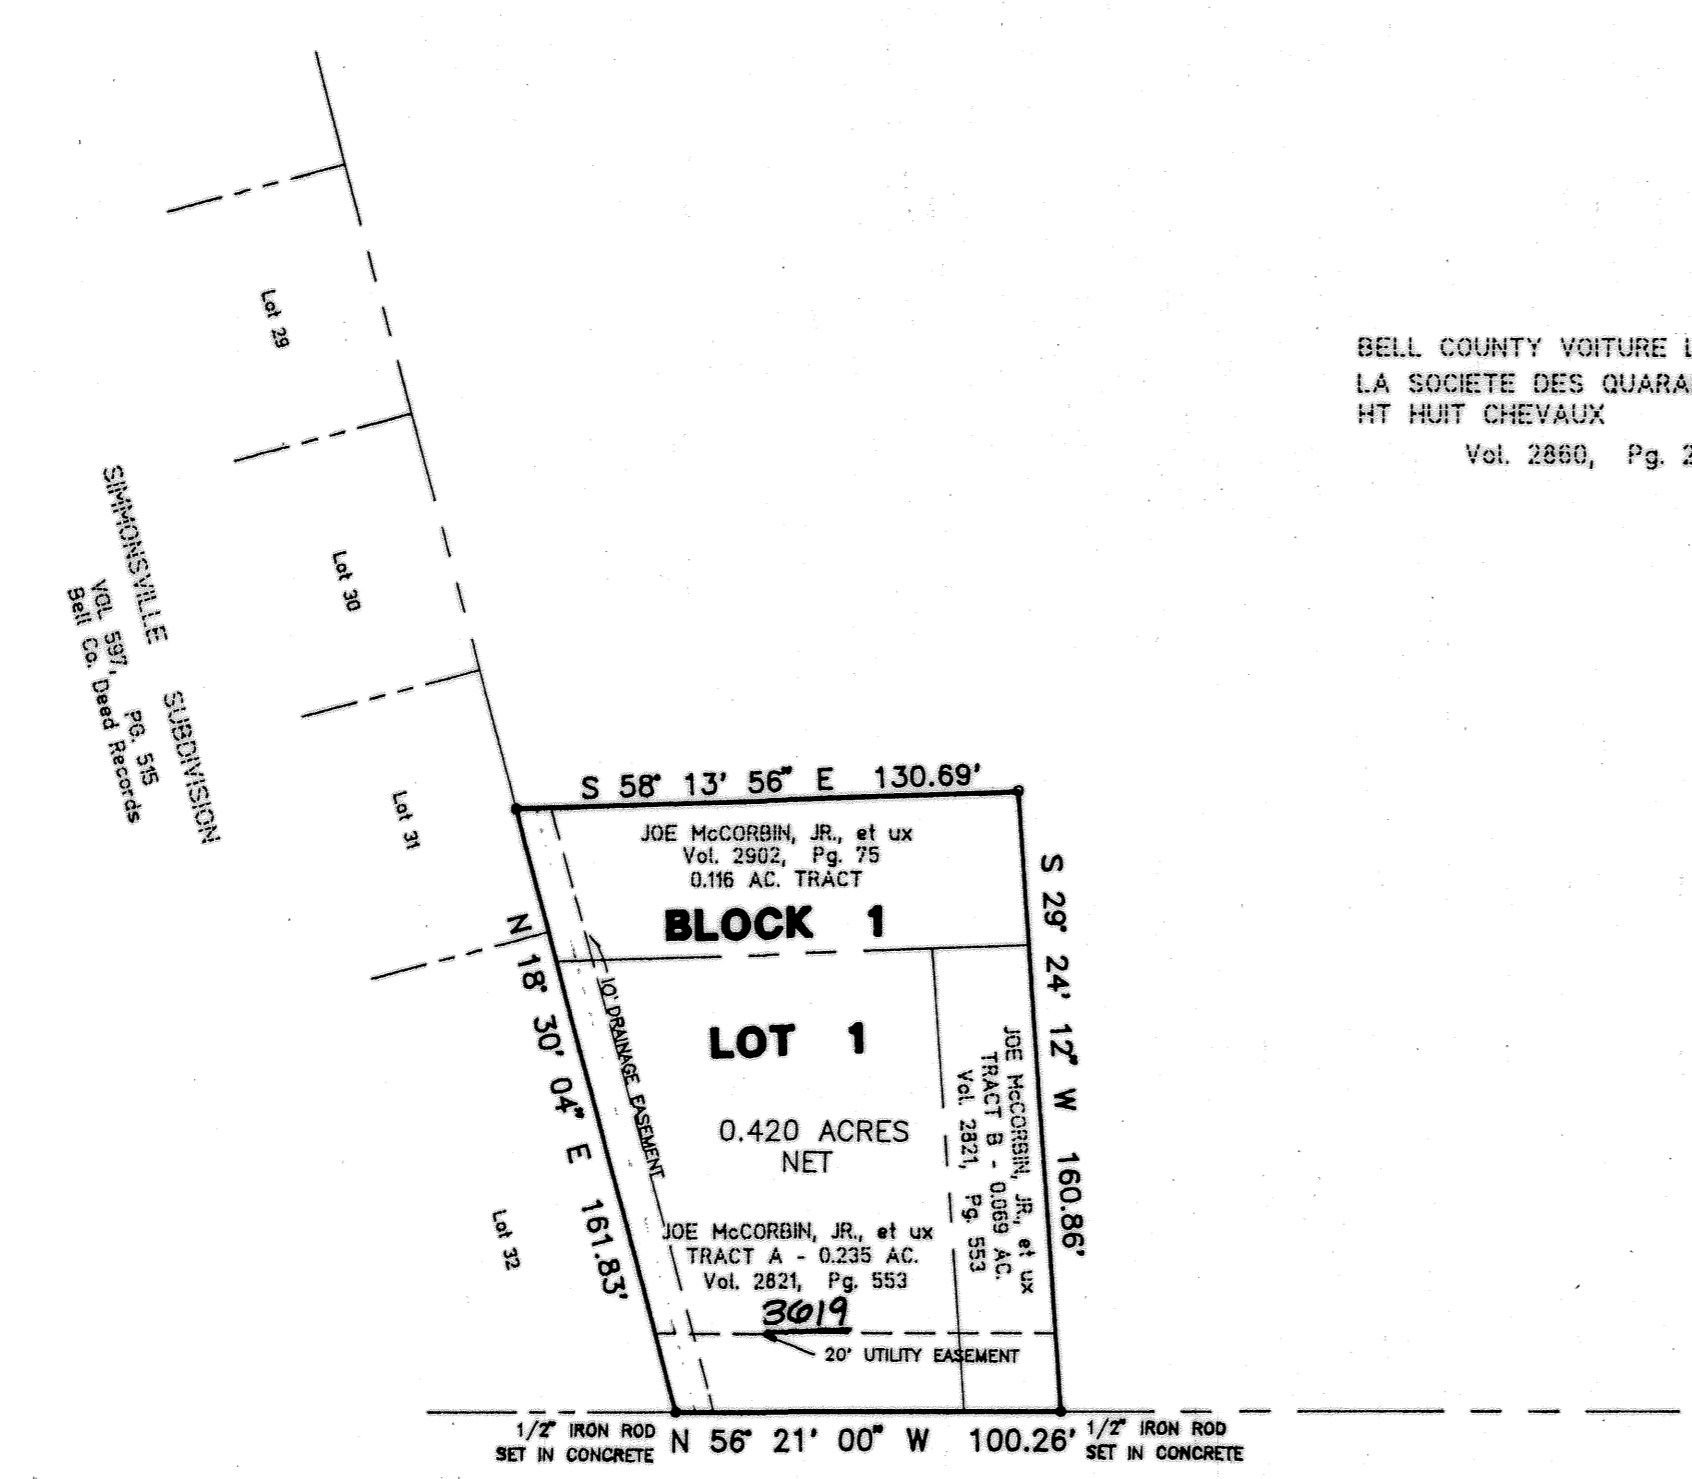 Lot 29
BELL COUNTY VOITURE
LA SOCIETE DES
HT HUIT CHEVAUX
Vol. 2860, Pg.
SIMMONSVILLE SUBDIVISION
VOL 597, PG. 515
Bell Co. Deed Records
Lot 30
Lot 31
S 58° 13' 56" E 130.69'
JOE McCORBIN, JR., et ux
Vol. 2902, Pg. 75
0.116 AC. TRACT
BLOCK 1
S 29° 24' 12" W 160.86'
N 18° 30' 04" E 161.83'
10' DRAINAGE EASEMENT
LOT 1
0.420 ACRES
NET
JOE McCORBIN, JR., et ux
TRACT B - 0.069 AC.
Vol. 2821, Pg. 553
Lot 32
JOE McCORBIN, JR., et ux
TRACT A - 0.235 AC.
Vol. 2821, Pg. 553
3619
20' UTILITY EASEMENT
1/2" IRON ROD
SET IN CONCRETE
N 56° 21' 00" W 100.26'
1/2" IRON ROD
SET IN CONCRETE